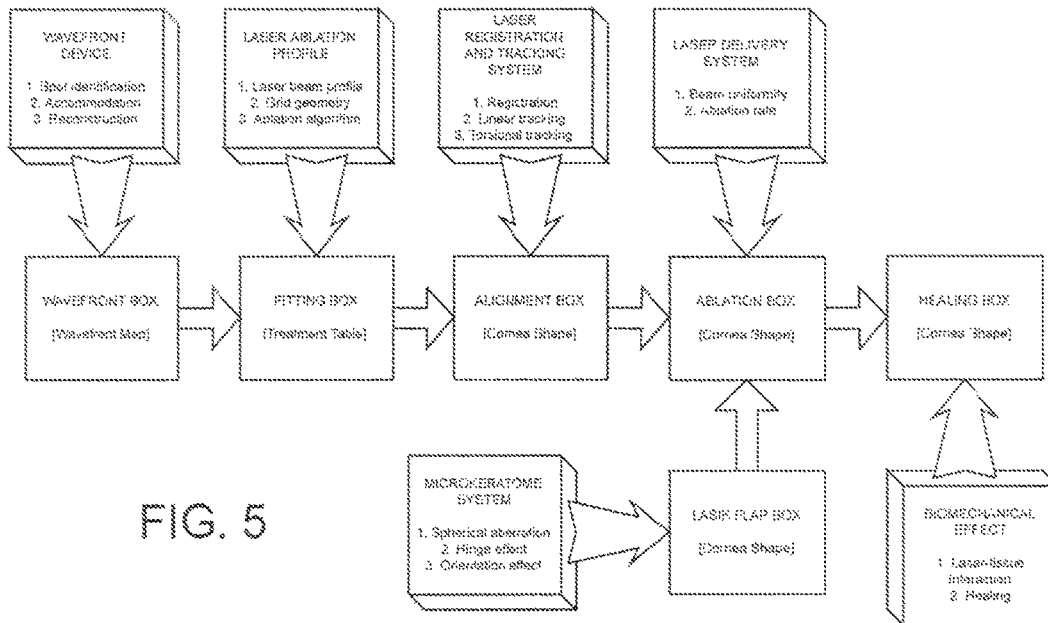 WAVEFRONT
DEVICE
1. Spot identification
2. Accommodation
3. Reconstruction
LASER ABLATION
PROFILE
1. Laser beam profile
2. Grid geometry
3. Ablation algorithm
LASER
REGISTRATION
AND TRACKING
SYSTEM
1. Registration
2. Linear tracking
3. Torsional tracking
LASER DELIVERY
SYSTEM
1. Beam uniformity
2. Ablation rate
WAVEFRONT BOX
[Wavefront Map]
FITTING BOX
[Treatment Table]
ALIGNMENT BOX
[Cornea Shape]
ABLATION BOX
[Cornea Shape]
HEALING BOX
[Cornea Shape]
MICROKERATOME
SYSTEM
1. Spherical aberration
2. Hinge effect
3. Orientation effect
LASIK FLAP BOX
[Cornea Shape]
BIOMECHANICAL
EFFECT
1. Laser-tissue
interaction
2. Healing
FIG. 5